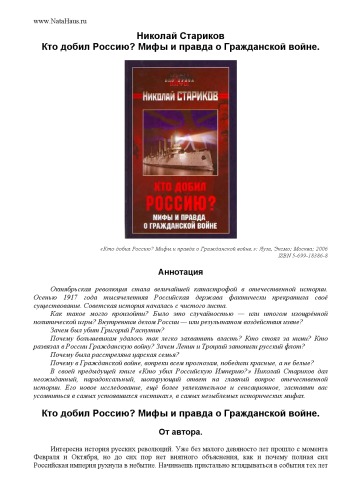 www.NataHaus.ru
Николай Стариков
Кто добил Россию? Мифы и правда о Гражданской войне.
НИКОЛАЙ СТАРИКОВ
КТО ДОБИЛ
РОССИЮ?
МИФЫ И ПРАВДА
О ГРАЖДАНСКОЙ ВОЙНЕ
«Кто добил Россию? Мифы и правда о Гражданской войне.»: Яуза, Эксмо; Москва; 2006
ISBN 5-699-18386-8
Аннотация
Октябрьская революция стала величайшей катастрофой в отечественной истории.
Осенью 1917 года тысячелетняя Российская держава фактически прекратила своё
существование. Советская история началась с чистого листа.
Как такое могло произойти? Было это случайностью — или итогом изощрённой
политической игры? Внутренним делом России — или результатом воздействия извне?
Зачем был убит Григорий Распутин?
Почему большевикам удалось так легко захватить власть? Кто стоял за ними? Кто
развязал в России Гражданскую войну? Зачем Ленин и Троцкий затопили русский флот?
Почему была расстреляна царская семья?
Почему в Гражданской войне, вопреки всем прогнозам, победили красные, а не белые?
В своей предыдущей книге «Кто убил Российскую Империю?» Николай Стариков дал
неожиданный, парадоксальный, шокирующий ответ на главный вопрос отечественной
истории. Его новое исследование, ещё более увлекательное и сенсационное, заставит вас
усомниться в самых устоявшихся «истинах», в самых незыблемых исторических мифах.
Кто добил Россию? Мифы и правда о Гражданской войне.
От автора.
Интересна история русских революций. Уже без малого девяносто лет прошло с момента
Февраля и Октября, но до сих пор нет внятного объяснения, как и почему полная сил
Российская империя рухнула в небытие. Начинаешь пристально вглядываться в события тех лет